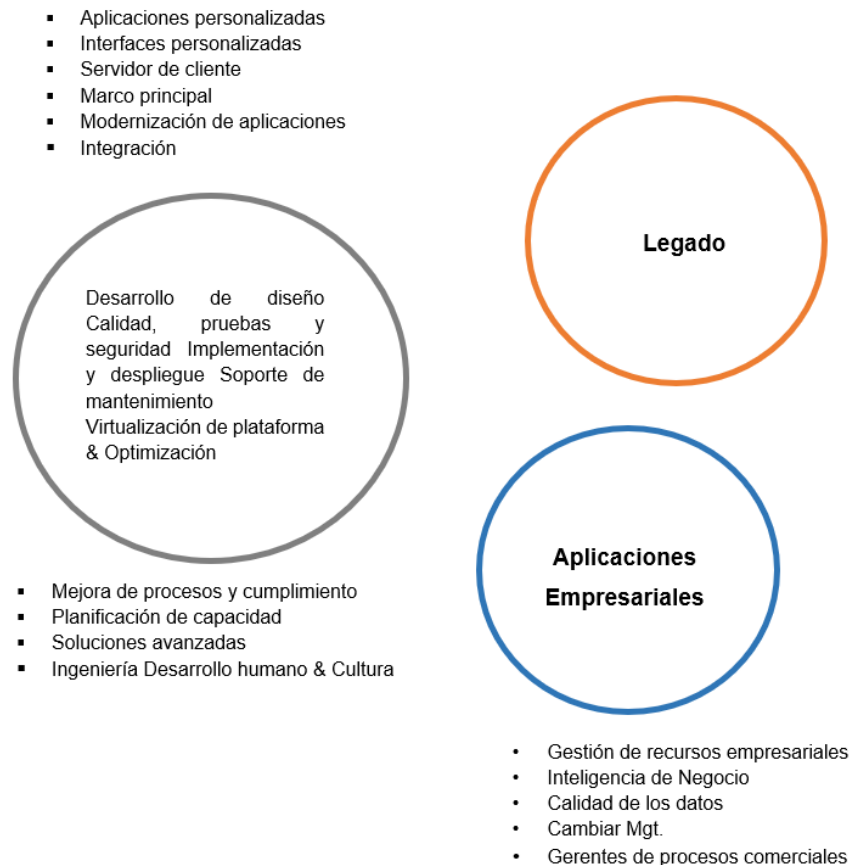 Aplicaciones personalizadas
Interfaces personalizadas
Servidor de cliente
Marco principal
Modernización de aplicaciones
Integración
Legado
Desarrollo de diseño
Calidad, pruebas y
seguridad Implementación
y despliegue Soporte de
mantenimiento
Virtualización de plataforma
& Optimización
Aplicaciones
Empresariales
Mejora de procesos y cumplimiento
Planificación de capacidad
Soluciones avanzadas
Ingeniería Desarrollo humano & Cultura
Gestión de recursos empresariales
Inteligencia de Negocio
Calidad de los datos
Cambiar Mgt.
Gerentes de procesos comerciales